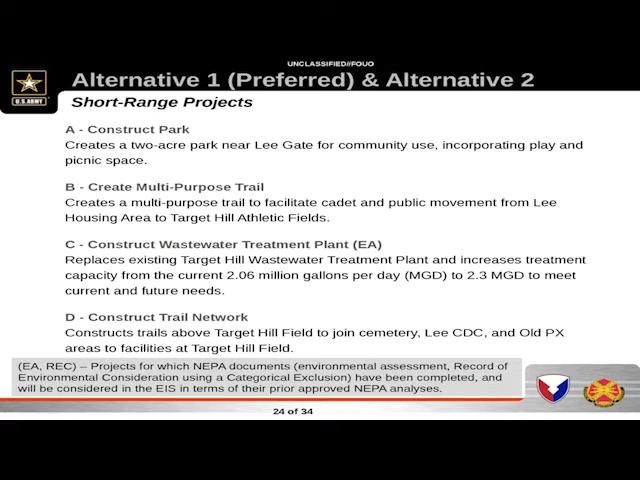 UNCLASSIFIED//FOUO
Alternative 1 (Preferred) & Alternative 2
U.S.ARMY
Short-Range Projects
A - Construct Park
Creates a two-acre park near Lee Gate for community use, incorporating play and
picnic space.
B - Create Multi-Purpose Trail
Creates a multi-purpose trail to facilitate cadet and public movement from Lee
Housing Area to Target Hill Athletic Fields.
C - Construct Wastewater Treatment Plant (EA)
Replaces existing Target Hill Wastewater Treatment Plant and increases treatment
capacity from the current 2.06 million gallons per day (MGD) to 2.3 MGD to meet
current and future needs.
D - Construct Trail Network
Constructs trails above Target Hill Field to join cemetery, Lee CDC, and Old PX
areas to facilities at Target Hill Field.
(EA, REC) – Projects for which NEPA documents (environmental assessment, Record of
Environmental Consideration using a Categorical Exclusion) have been completed, and
will be considered in the EIS in terms of their prior approved NEPA analyses.
24 of 34